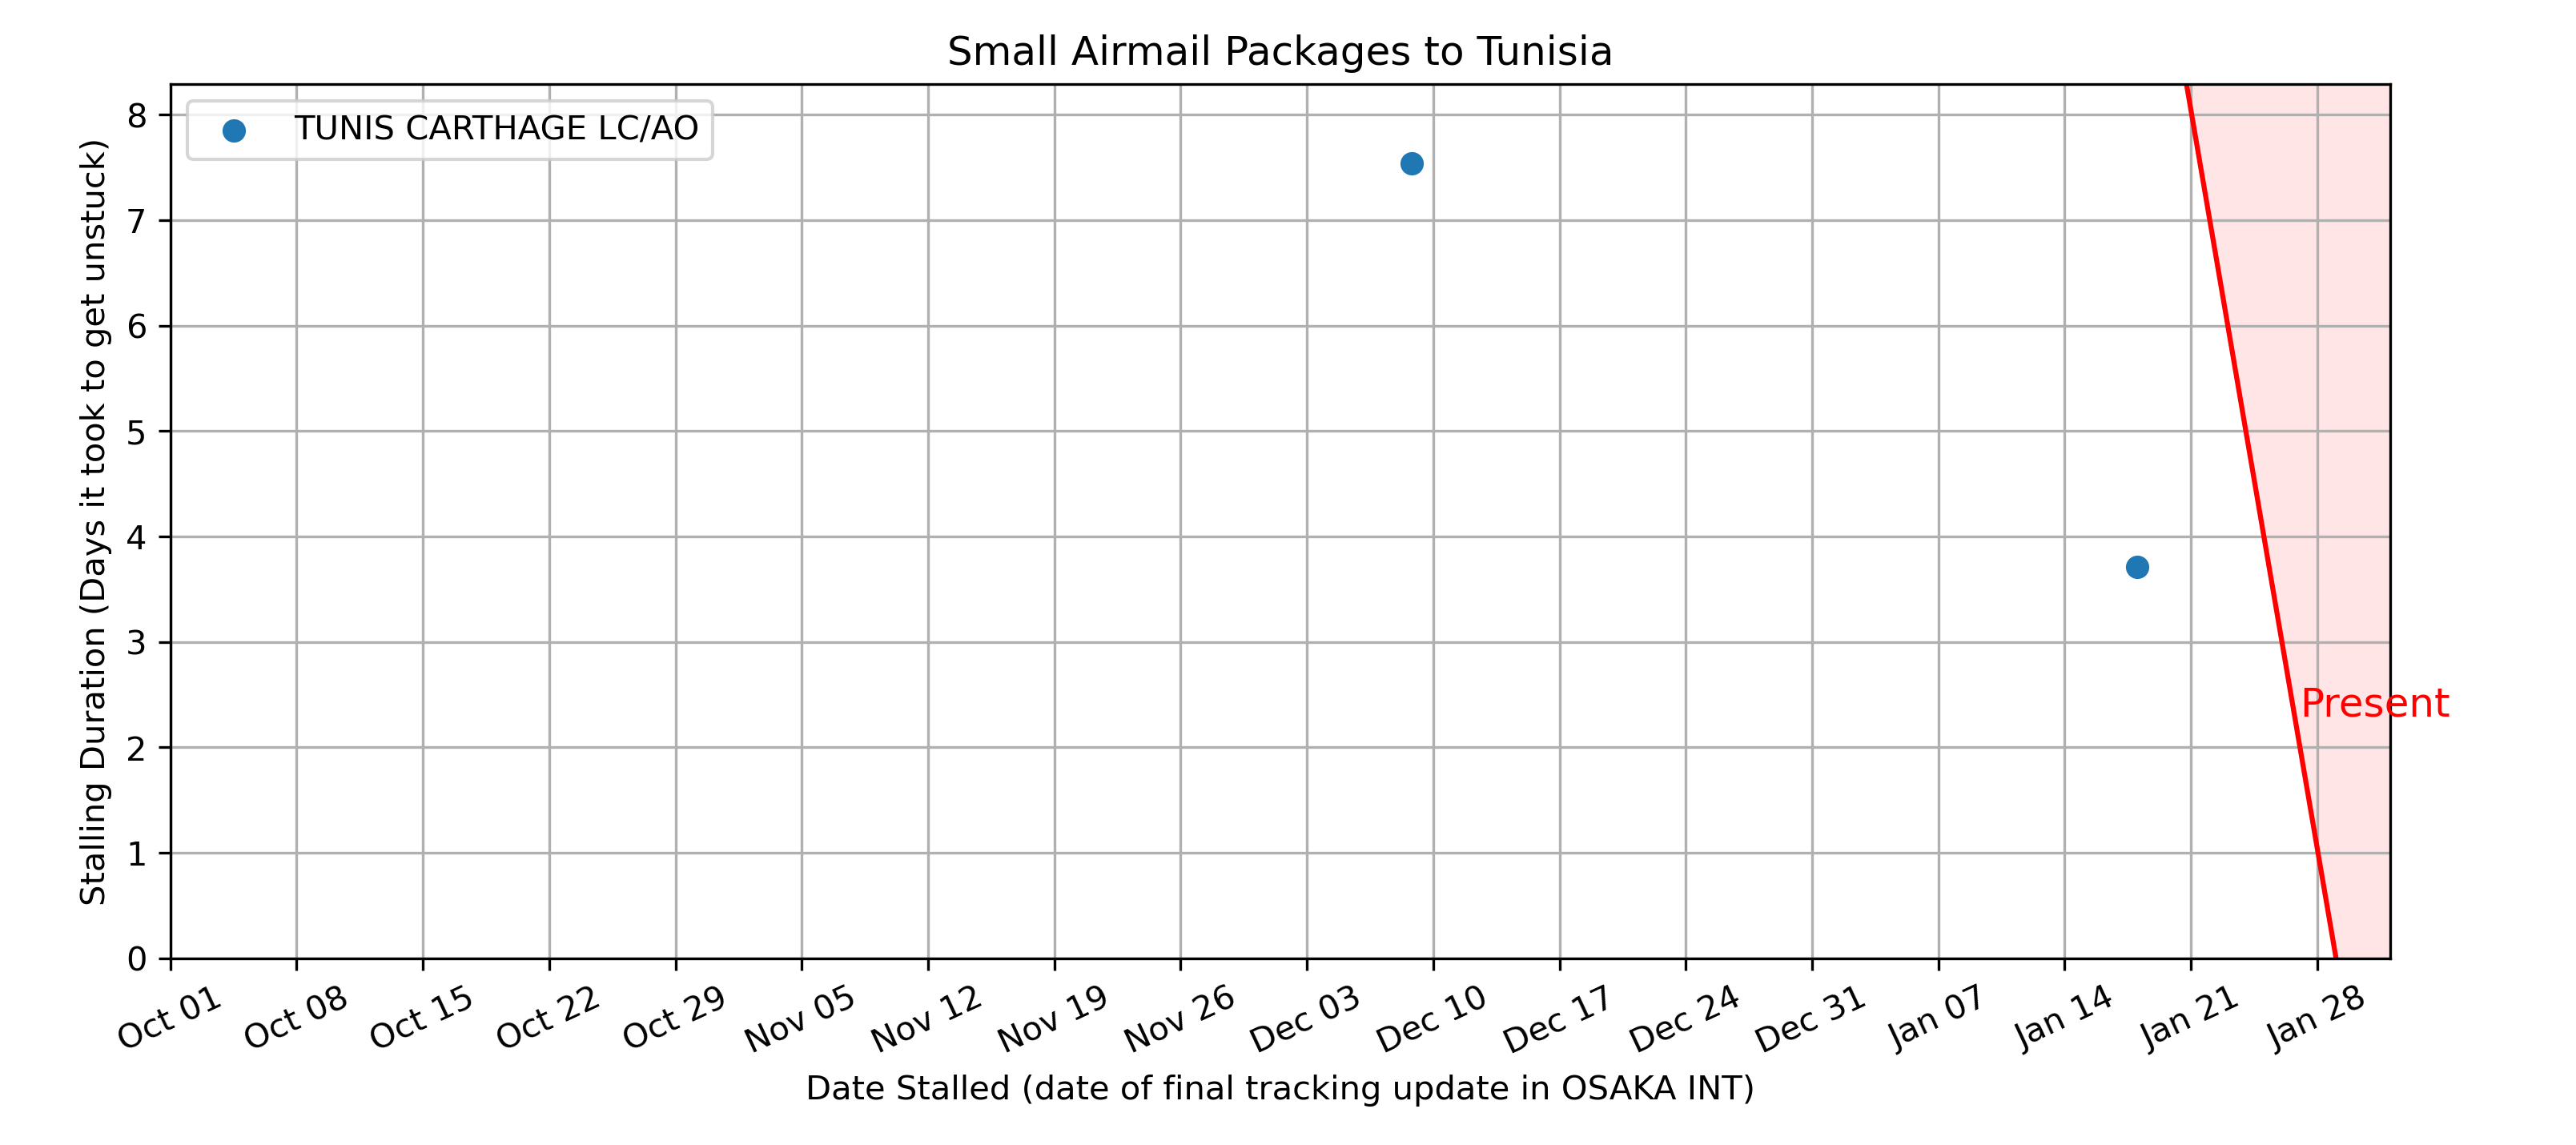 Small Airmail Packages to Tunisia
TUNIS CARTHAGE LC/AO
Stalling Duration (Days it took to get unstuck)
8
7
6
5
4
3
2
1
0
Present
Oct 01
Oct 08
Oct 15
Oct 22
Oct 29
Nov 05
Nov 12
Nov 19
Nov 26
Dec 03
Dec 10
Dec 17
Dec 24
Dec 31
Jan 07
Jan 14
Jan 21
Jan 28
Date Stalled (date of final tracking update in OSAKA INT)